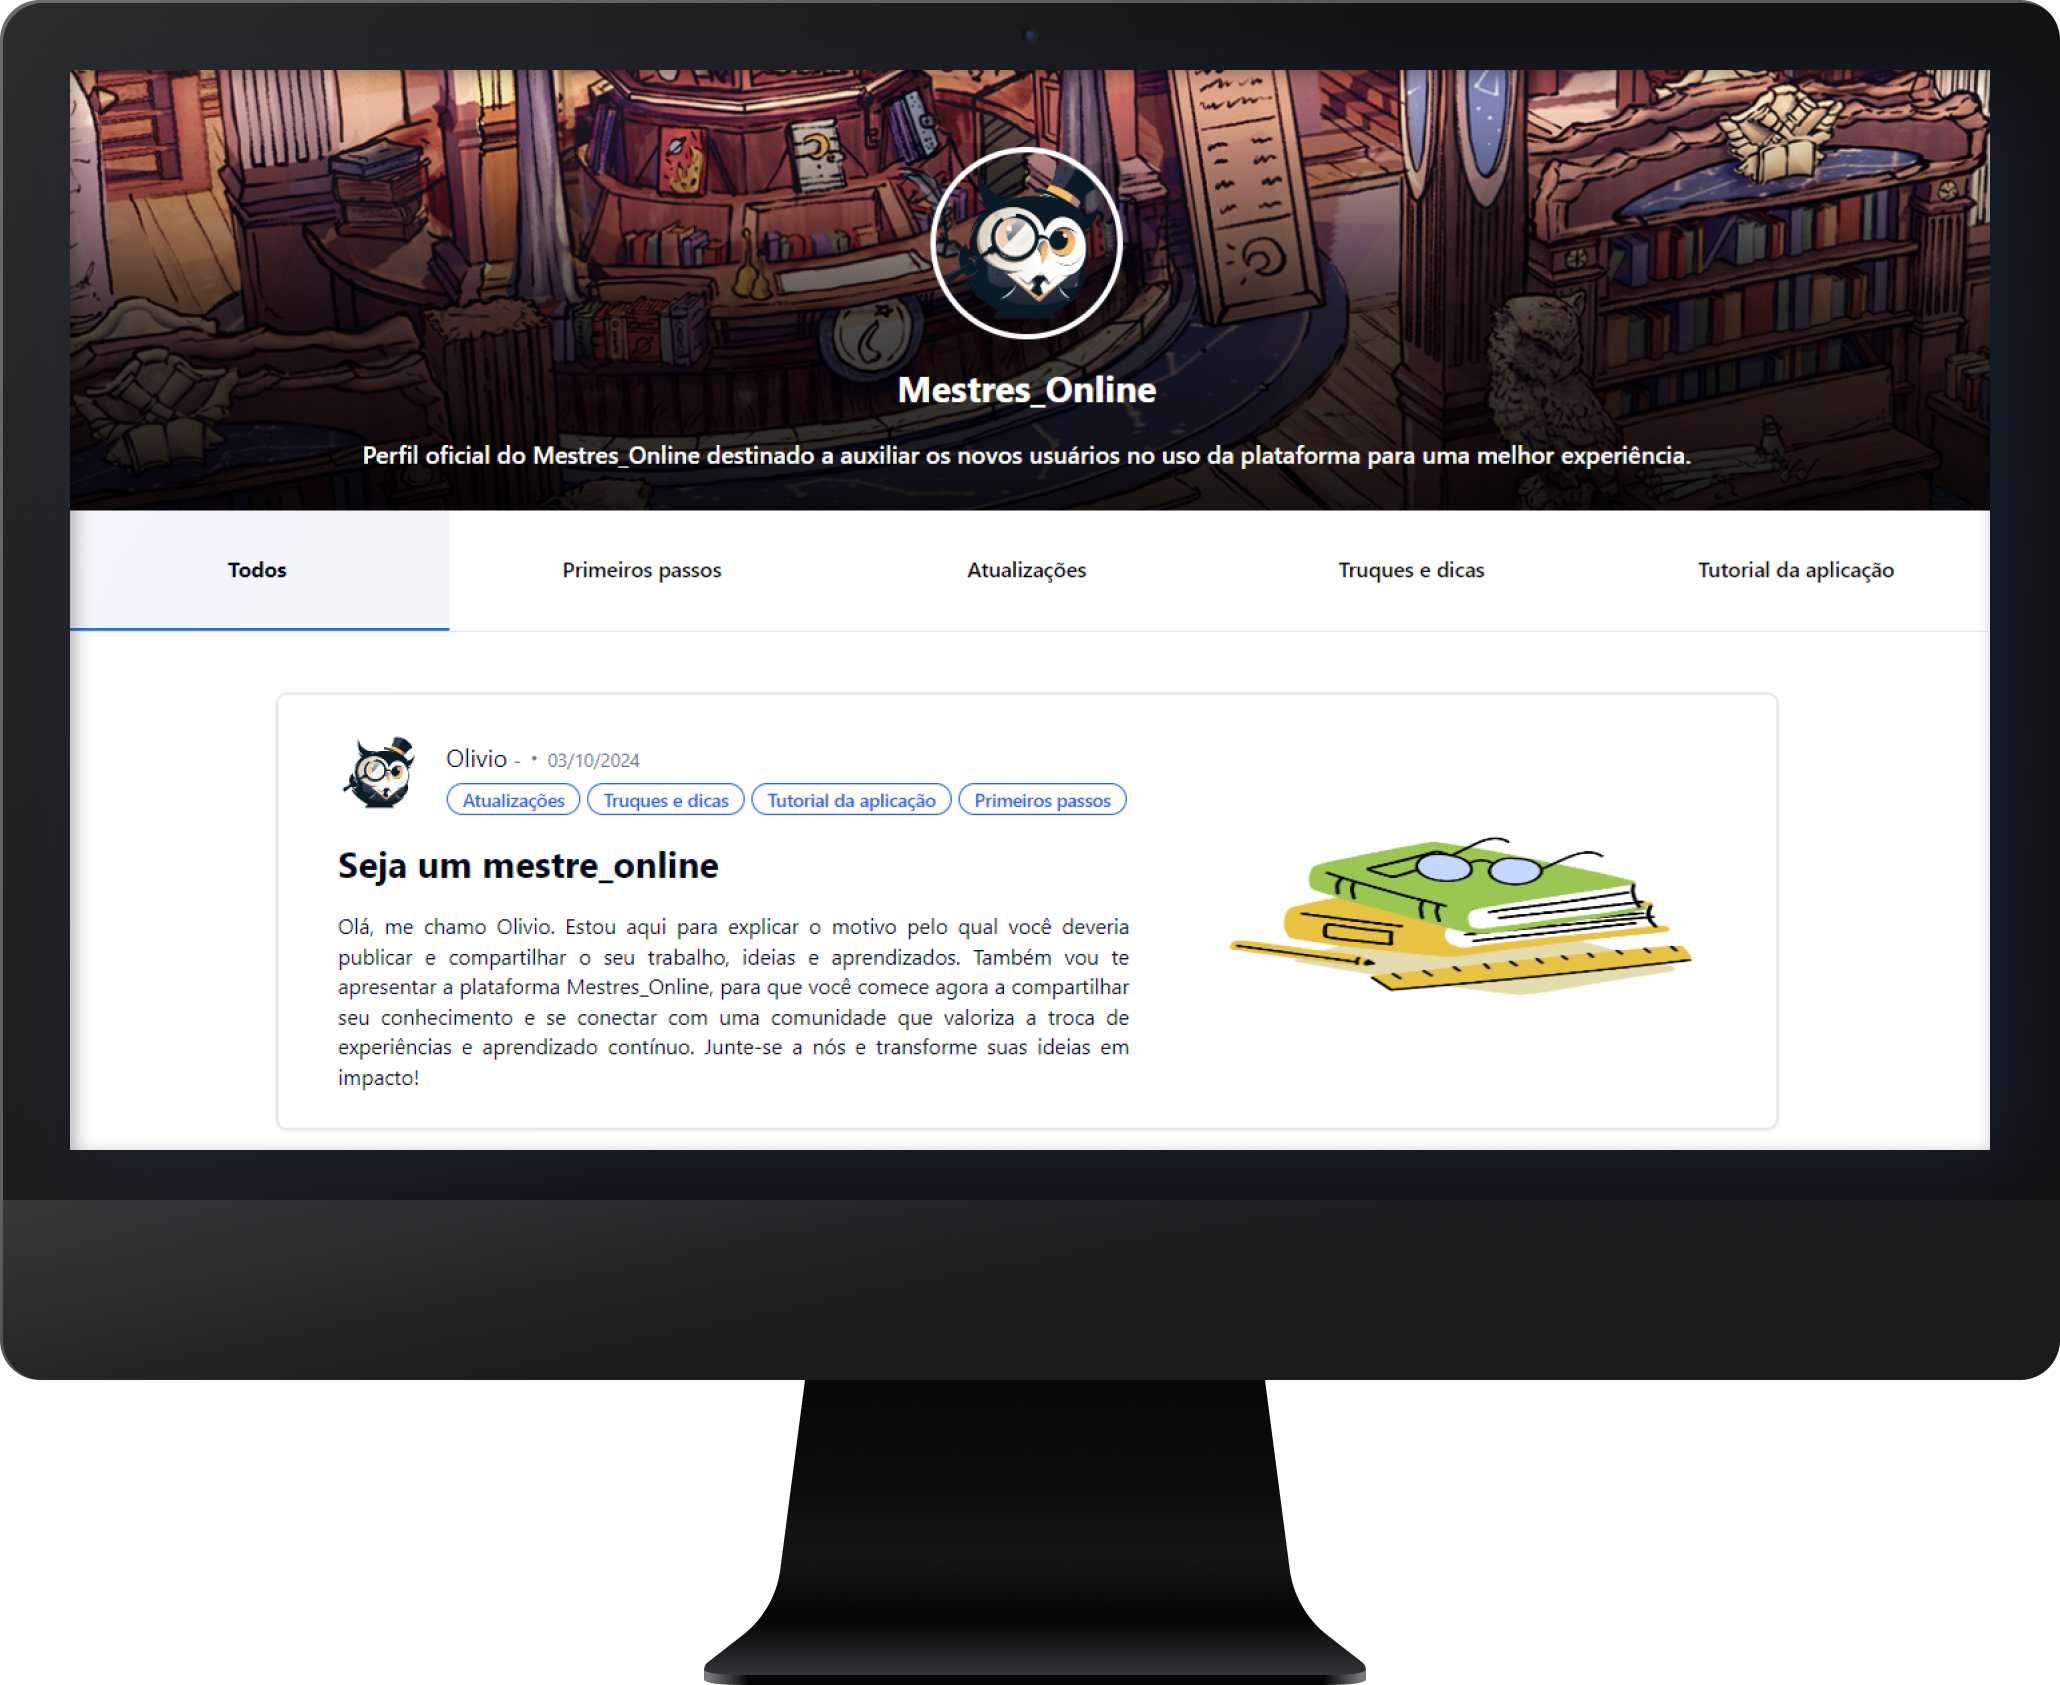 Mestres_Online
Perfil oficial do Mestres_Online destinado a auxiliar os novos usuários no uso da plataforma para uma melhor experiência.
Todos
Primeiros passos
Atualizações
Truques e dicas
Tutorial da aplicação
Olivio - • 03/10/2024
Atualizações Truques e dicas Tutorial da aplicação Primeiros passos
Seja um mestre_online
Olá, me chamo Olivio. Estou aqui para explicar o motivo pelo qual você deveria
publicar e compartilhar o seu trabalho, ideias e aprendizados. Também vou te
apresentar a plataforma Mestres_Online, para que você comece agora a compartilhar
seu conhecimento e se conectar com uma comunidade que valoriza a troca de
experiências e aprendizado contínuo. Junte-se a nós e transforme suas ideias em
impacto!